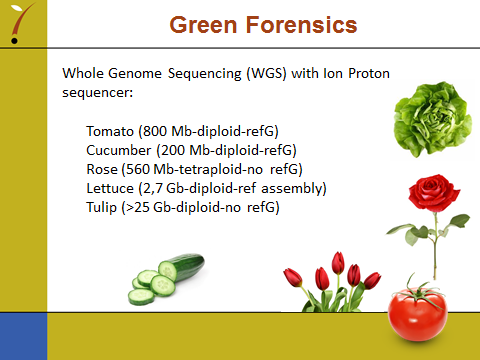 Green Forensics
Whole Genome Sequencing (WGS) with Ion Proton
sequencer:
Tomato (800 Mb-diploid-refG)
Cucumber (200 Mb-diploid-refG)
Rose (560 Mb-tetraploid-no refG)
Lettuce (2,7 Gb-diploid-ref assembly)
Tulip (>25 Gb-diploid-no refG)